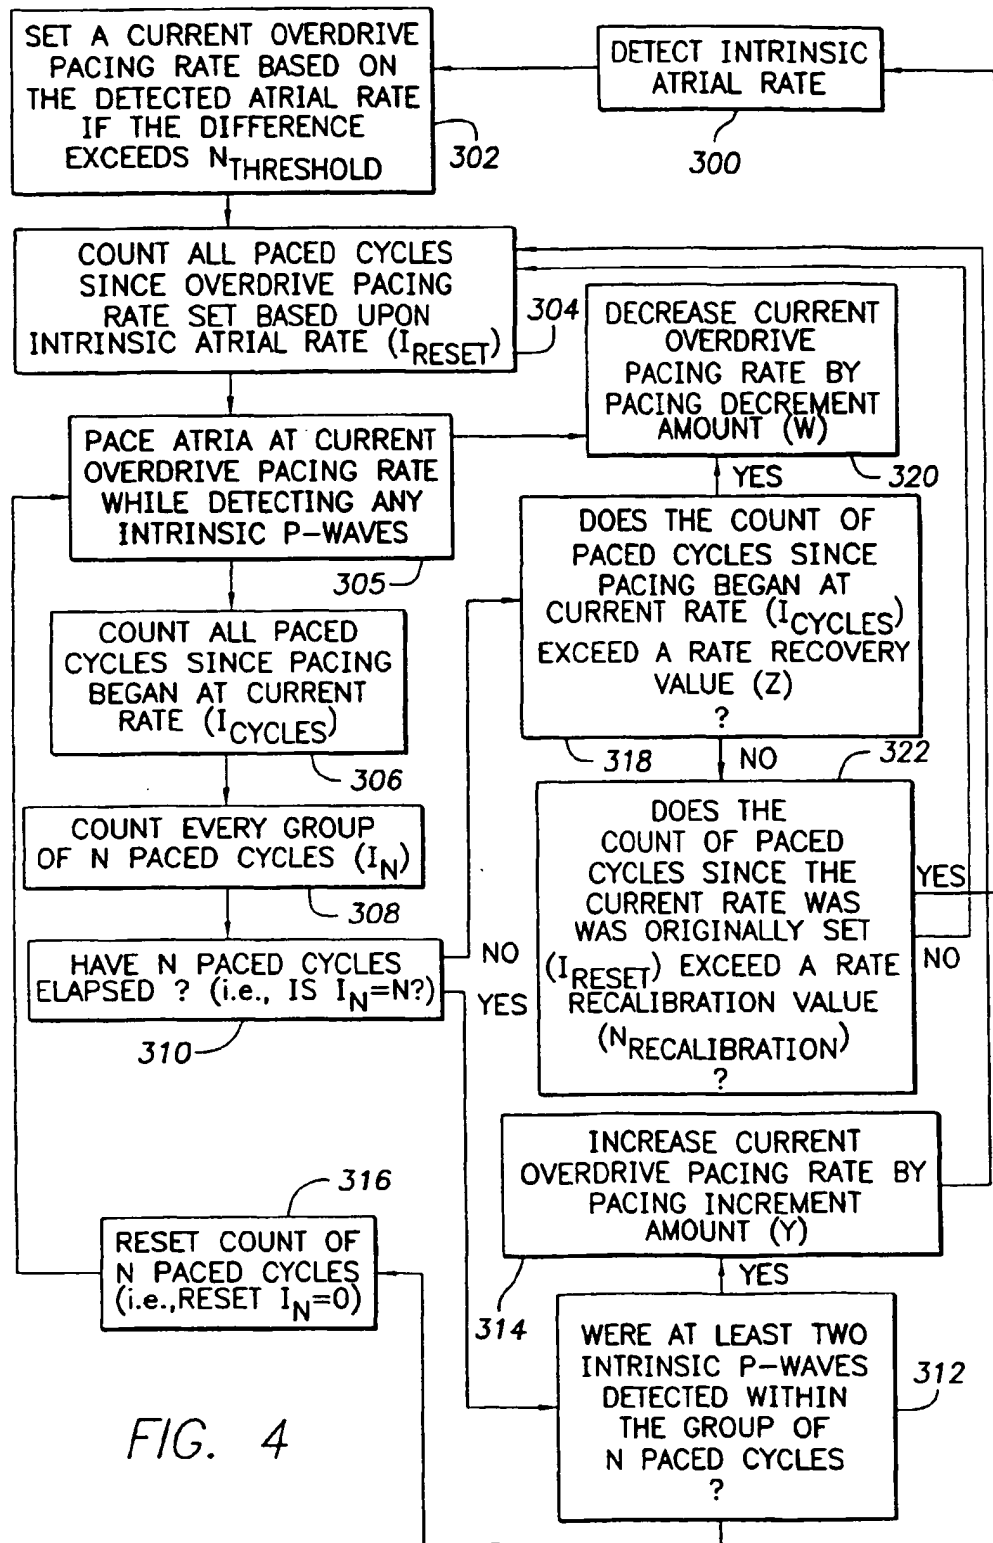 SET A CURRENT OVERDRIVE
PACING RATE BASED ON
THE DETECTED ATRIAL RATE
IF THE DIFFERENCE
EXCEEDS NTHRESHOLD
302
DETECT INTRINSIC
ATRIAL RATE
300
COUNT ALL PACED CYCLES
SINCE OVERDRIVE PACING
RATE SET BASED UPON
INTRINSIC ATRIAL RATE (IRESET)
304
DECREASE CURRENT
OVERDRIVE
PACING RATE BY
PACING DECREMENT
AMOUNT (W)
320
PACE ATRIA AT CURRENT
OVERDRIVE PACING RATE
WHILE DETECTING ANY
INTRINSIC P-WAVES
305
YES
DOES THE COUNT OF
PACED CYCLES SINCE
PACING BEGAN AT
CURRENT RATE (ICYCLES)
EXCEED A RATE RECOVERY
VALUE (Z)
?
318
NO
COUNT ALL PACED
CYCLES SINCE PACING
BEGAN AT CURRENT
RATE (ICYCLES)
306
322
DOES THE
COUNT OF PACED
CYCLES SINCE THE
CURRENT RATE WAS
WAS ORIGINALLY SET
(IRESET) EXCEED A RATE
RECALIBRATION VALUE
(NRECALIBRATION)
?
YES
NO
COUNT EVERY GROUP
OF N PACED CYCLES (IN)
308
HAVE N PACED CYCLES
ELAPSED ? (i.e., IS IN=N?)
310
NO
YES
INCREASE CURRENT
OVERDRIVE PACING RATE BY
PACING INCREMENT
AMOUNT (Y)
314
YES
316
RESET COUNT OF
N PACED CYCLES
(i.e.,RESET IN=0)
WERE AT LEAST TWO
INTRINSIC P-WAVES
DETECTED WITHIN
THE GROUP OF
N PACED CYCLES
?
312
FIG. 4